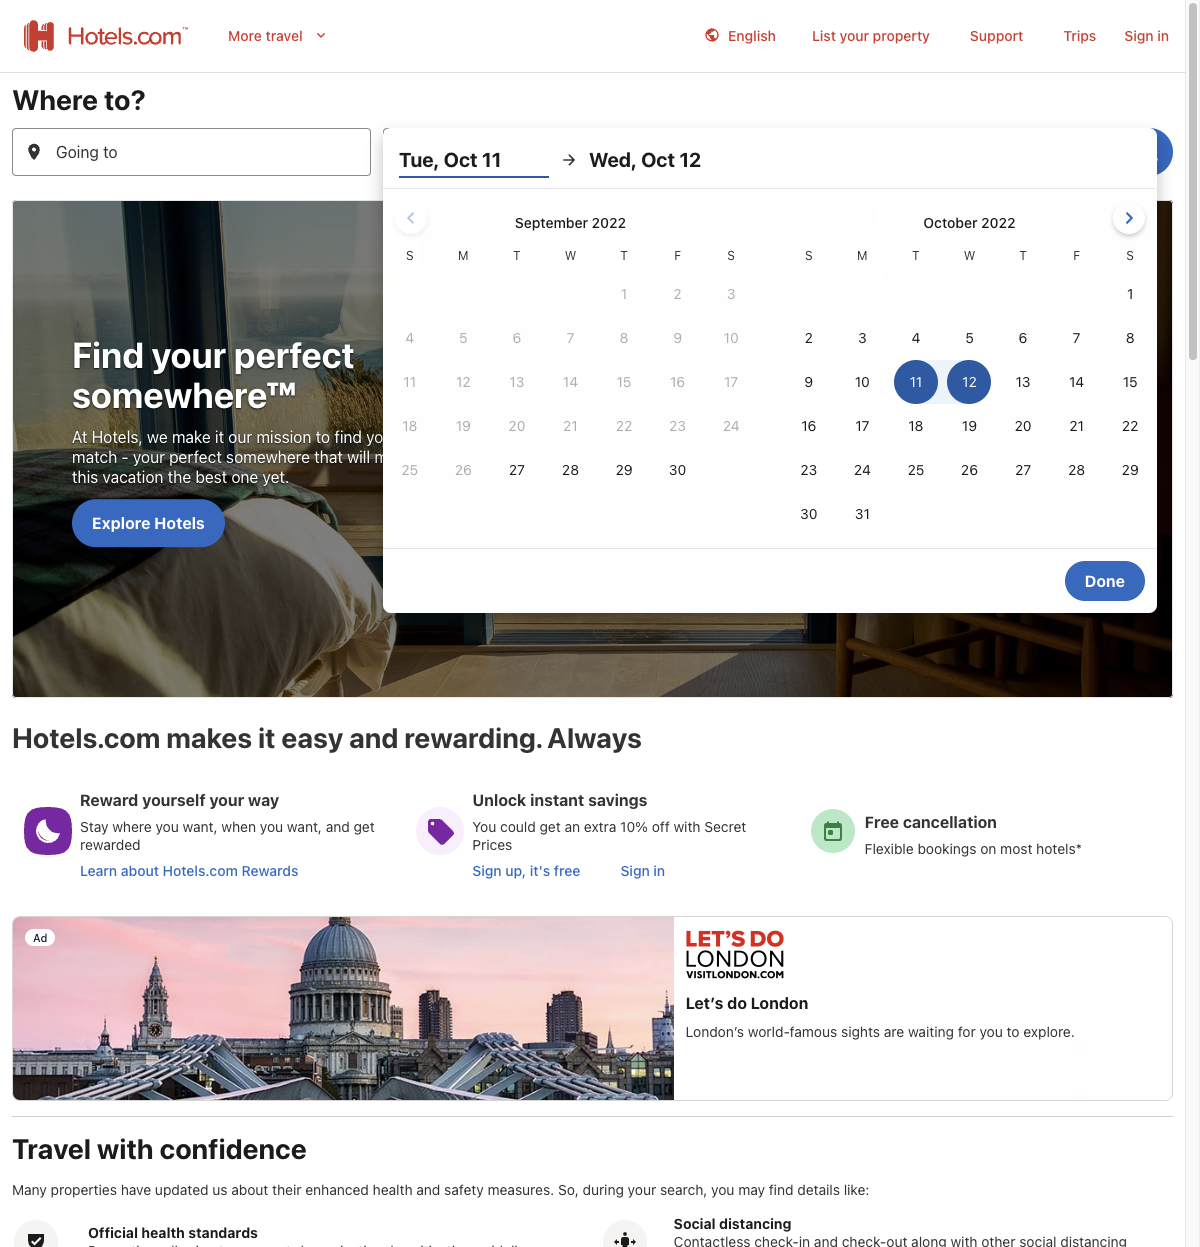 Hotels.com™
More travel
English
List your property
Support
Trips
Sign in
Where to?
Going to
Tue, Oct 11 → Wed, Oct 12
September 2022
S M T W T F S
1 2 3
4 5 6 7 8 9 10
11 12 13 14 15 16 17
18 19 20 21 22 23 24
25 26 27 28 29 30
October 2022
S M T W T F S
1
2 3 4 5 6 7 8
9 10 11 12 13 14 15
16 17 18 19 20 21 22
23 24 25 26 27 28 29
30 31
Done
Find your perfect
somewhere™
At Hotels, we make it our mission to find yo
match - your perfect somewhere that will
this vacation the best one yet.
Explore Hotels
Hotels.com makes it easy and rewarding. Always
Reward yourself your way
Stay where you want, when you want, and get
rewarded
Learn about Hotels.com Rewards
Unlock instant savings
You could get an extra 10% off with Secret
Prices
Sign up, it's free
Sign in
Free cancellation
Flexible bookings on most hotels*
Ad
LET'S DO
LONDON
VISITLONDON.COM
Let’s do London
London’s world-famous sights are waiting for you to explore.
Travel with confidence
Many properties have updated us about their enhanced health and safety measures. So, during your search, you may find details like:
Official health standards
Social distancing
Contactless check-in and check-out along with other social distancing